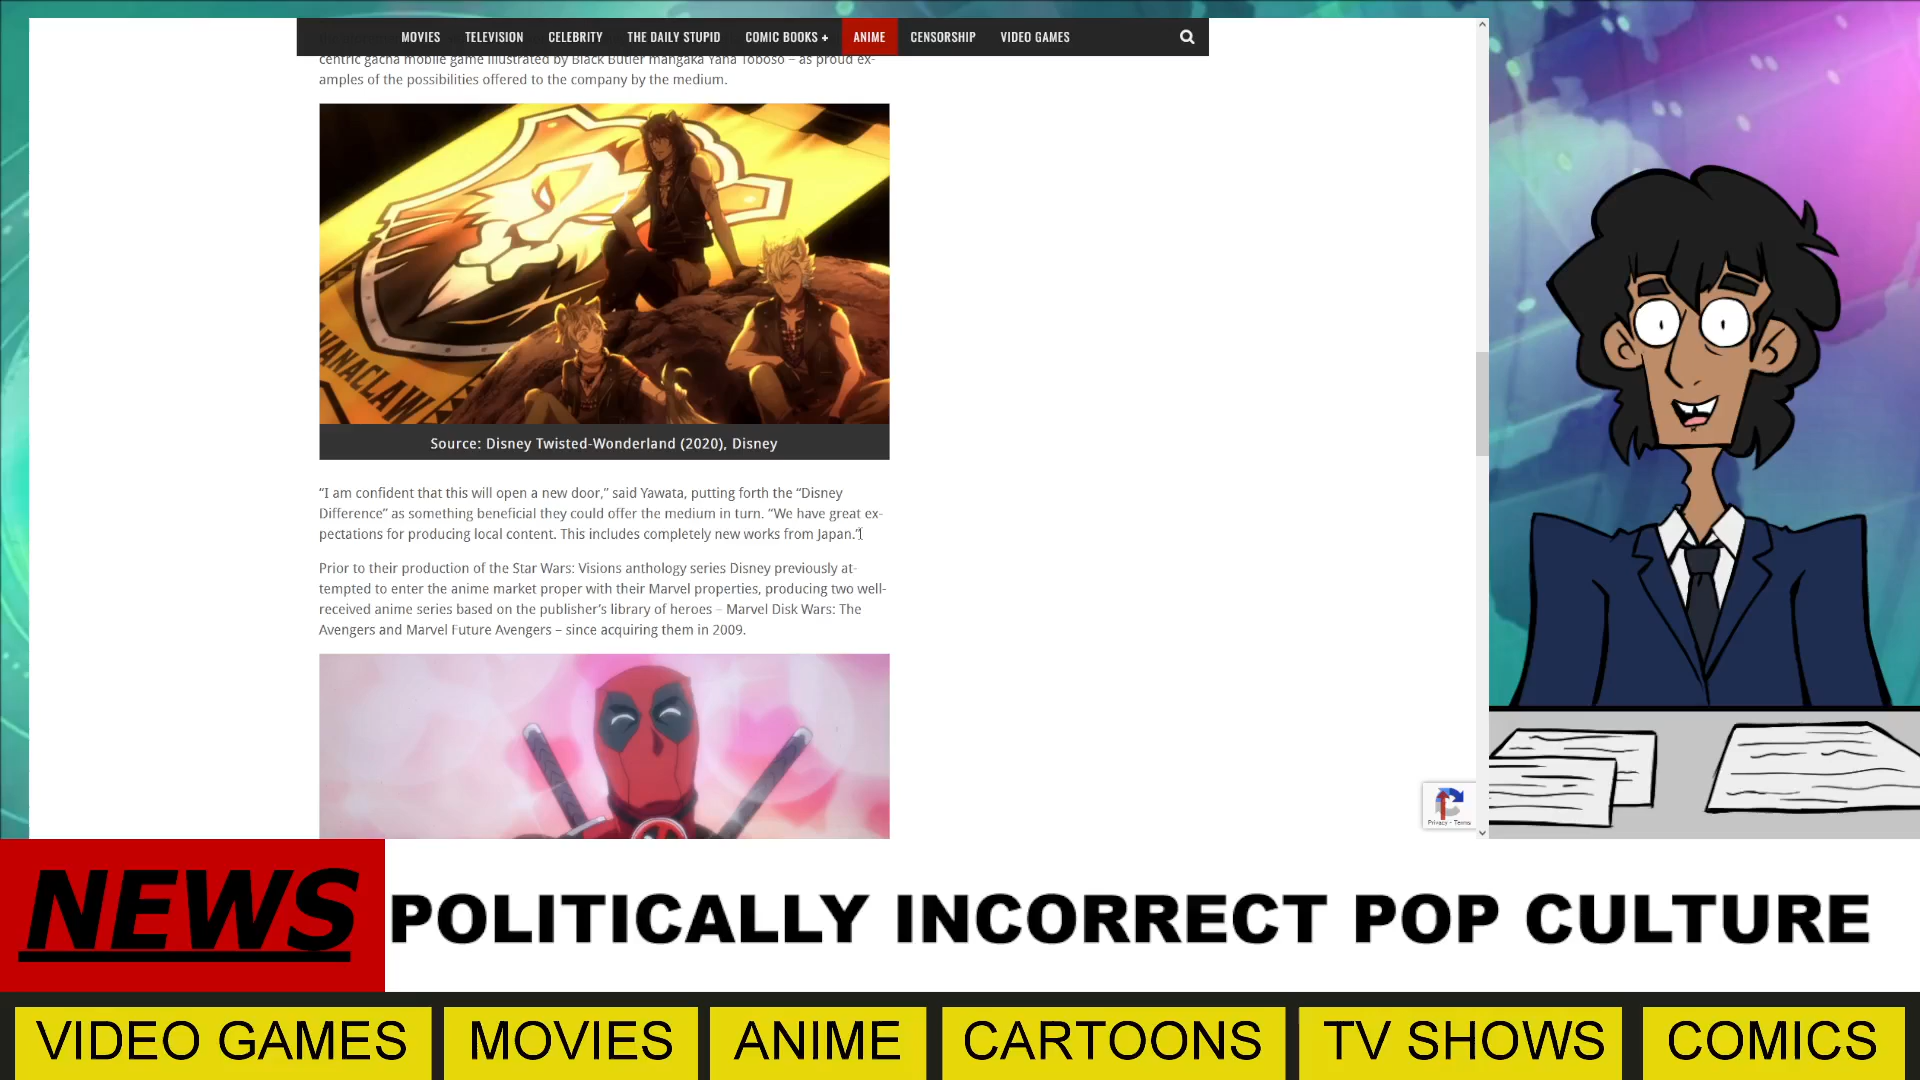 MOVIES TELEVISION CELEBRITY THE DAILY STUPID COMIC BOOKS + ANIME CENSORSHIP VIDEO GAMES
centric gacha mobile game illustrated by Black Butler mangaka Yana Toboso – as proud ex-
amples of the possibilities offered to the company by the medium.
VANACLAW
Source: Disney Twisted-Wonderland (2020), Disney
“I am confident that this will open a new door,” said Yawata, putting forth the “Disney
Difference” as something beneficial they could offer the medium in turn. “We have great ex-
pectations for producing local content. This includes completely new works from Japan.”
Prior to their production of the Star Wars: Visions anthology series Disney previously at-
tempted to enter the anime market proper with their Marvel properties, producing two well-
received anime series based on the publisher’s library of heroes – Marvel Disk Wars: The
Avengers and Marvel Future Avengers – since acquiring them in 2009.
Privacy - Terms
NEWS POLITICALLY INCORRECT POP CULTURE
VIDEO GAMES MOVIES ANIME CARTOONS TV SHOWS COMICS